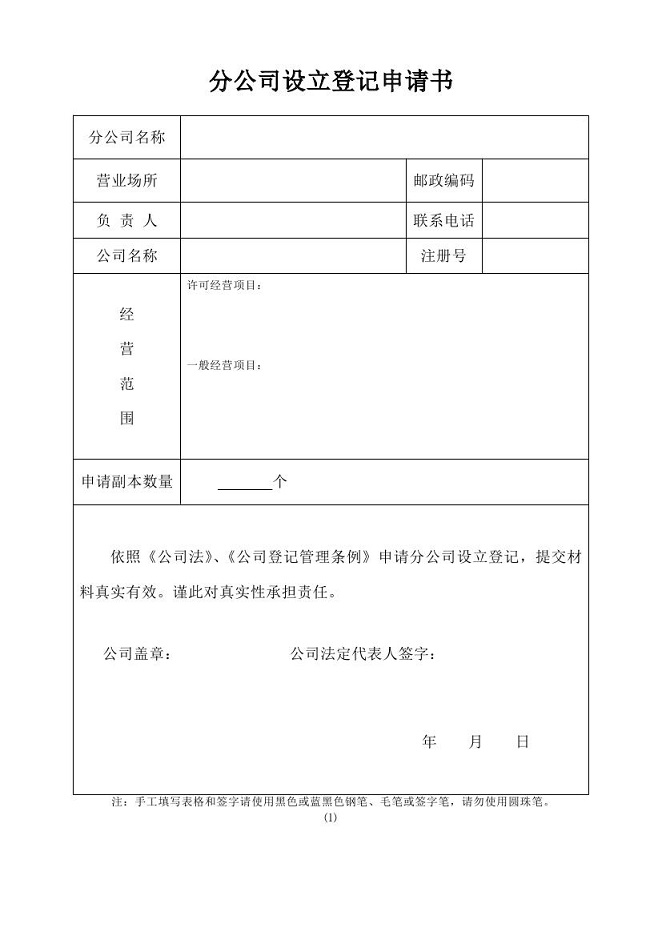 分公司设立登记申请书
分公司名称
营业场所 邮政编码
负 责 人 联系电话
公司名称 注册号
许可经营项目：
经
营
一般经营项目：
范
围
申请副本数量 ______个
依照《公司法》、《公司登记管理条例》申请分公司设立登记，提交材
料真实有效。谨此对真实性承担责任。
公司盖章： 公司法定代表人签字：
年 月 日
注：手工填写表格和签字请使用黑色或蓝黑色钢笔、毛笔或签字笔，请勿使用圆珠笔。
(1)